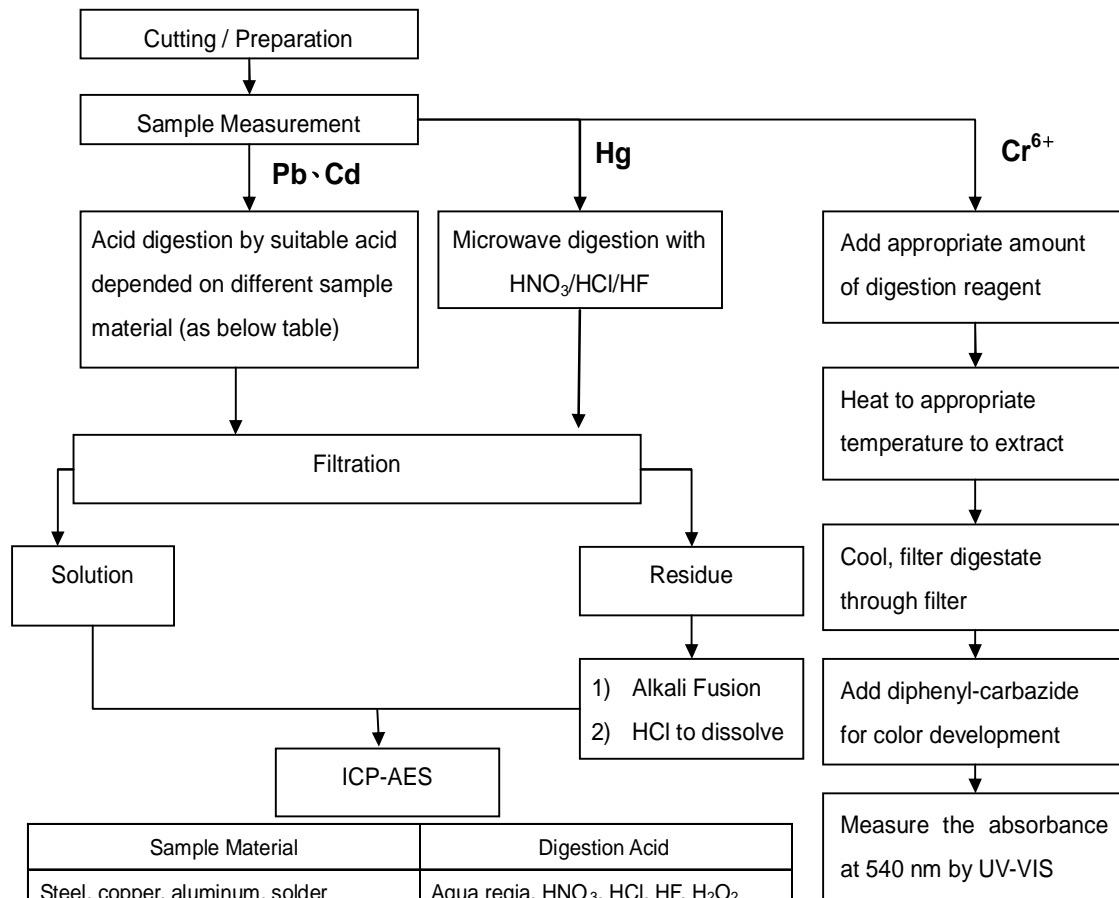 Cutting / Preparation
Sample Measurement
Pb、Cd
Hg
Cr⁶⁺
Acid digestion by suitable acid
depended on different sample
material (as below table)
Microwave digestion with
HNO₃/HCl/HF
Add appropriate amount
of digestion reagent
Heat to appropriate
temperature to extract
Filtration
Solution
Residue
Cool, filter digestate
through filter
1) Alkali Fusion
2) HCl to dissolve
Add diphenyl-carbazide
for color development
ICP-AES
Measure the absorbance
at 540 nm by UV-VIS
Sample Material
Digestion Acid
Steel, copper, aluminum, solder
Aqua regia, HNO₃, HCl, HF, H₂O₂